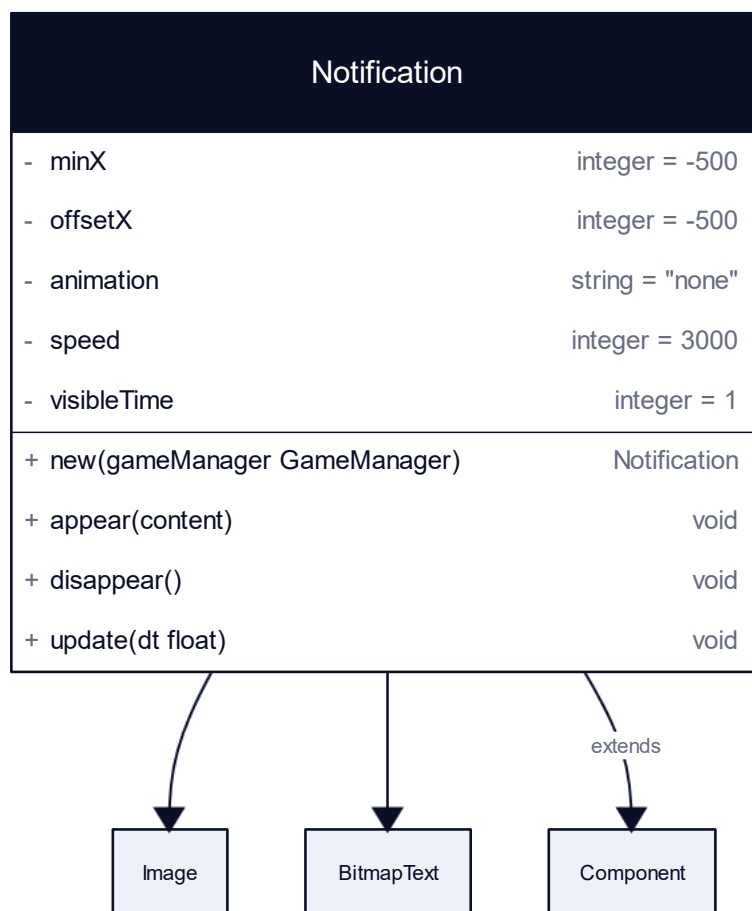 Notification
- minX integer = -500
- offsetX integer = -500
- animation string = "none"
- speed integer = 3000
- visibleTime integer = 1
+ new(gameManager GameManager) Notification
+ appear(content) void
+ disappear() void
+ update(dt float) void
extends
Image BitmapText Component